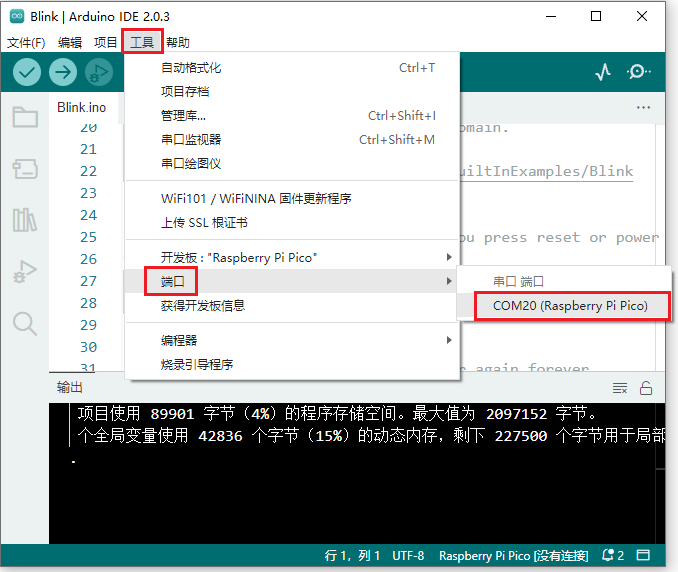 Blink | Arduino IDE 2.0.3
文件(F) 编辑 项目 工具 帮助
Blink.ino
自动格式化 Ctrl+T
项目存档
管理库... Ctrl+Shift+I
串口监视器 Ctrl+Shift+M
串口绘图仪
WiFi101 / WiFiNINA 固件更新程序
上传 SSL 根证书
开发板 : "Raspberry Pi Pico"
端口
获得开发板信息
编程器
烧录引导程序
串口 端口
COM20 (Raspberry Pi Pico)
20 omain.
21
22 uiltInExamples/Blink
23
24
25 ou press reset or power
26
27
28
29
30
31 r again forever
输出
项目使用 89901 字节 (4%) 的程序存储空间。最大值为 2097152 字节。
个全局变量使用 42836 个字节 (15%) 的动态内存，剩下 227500 个字节用于局部
.
行 1，列 1 UTF-8 Raspberry Pi Pico [没有连接] 2